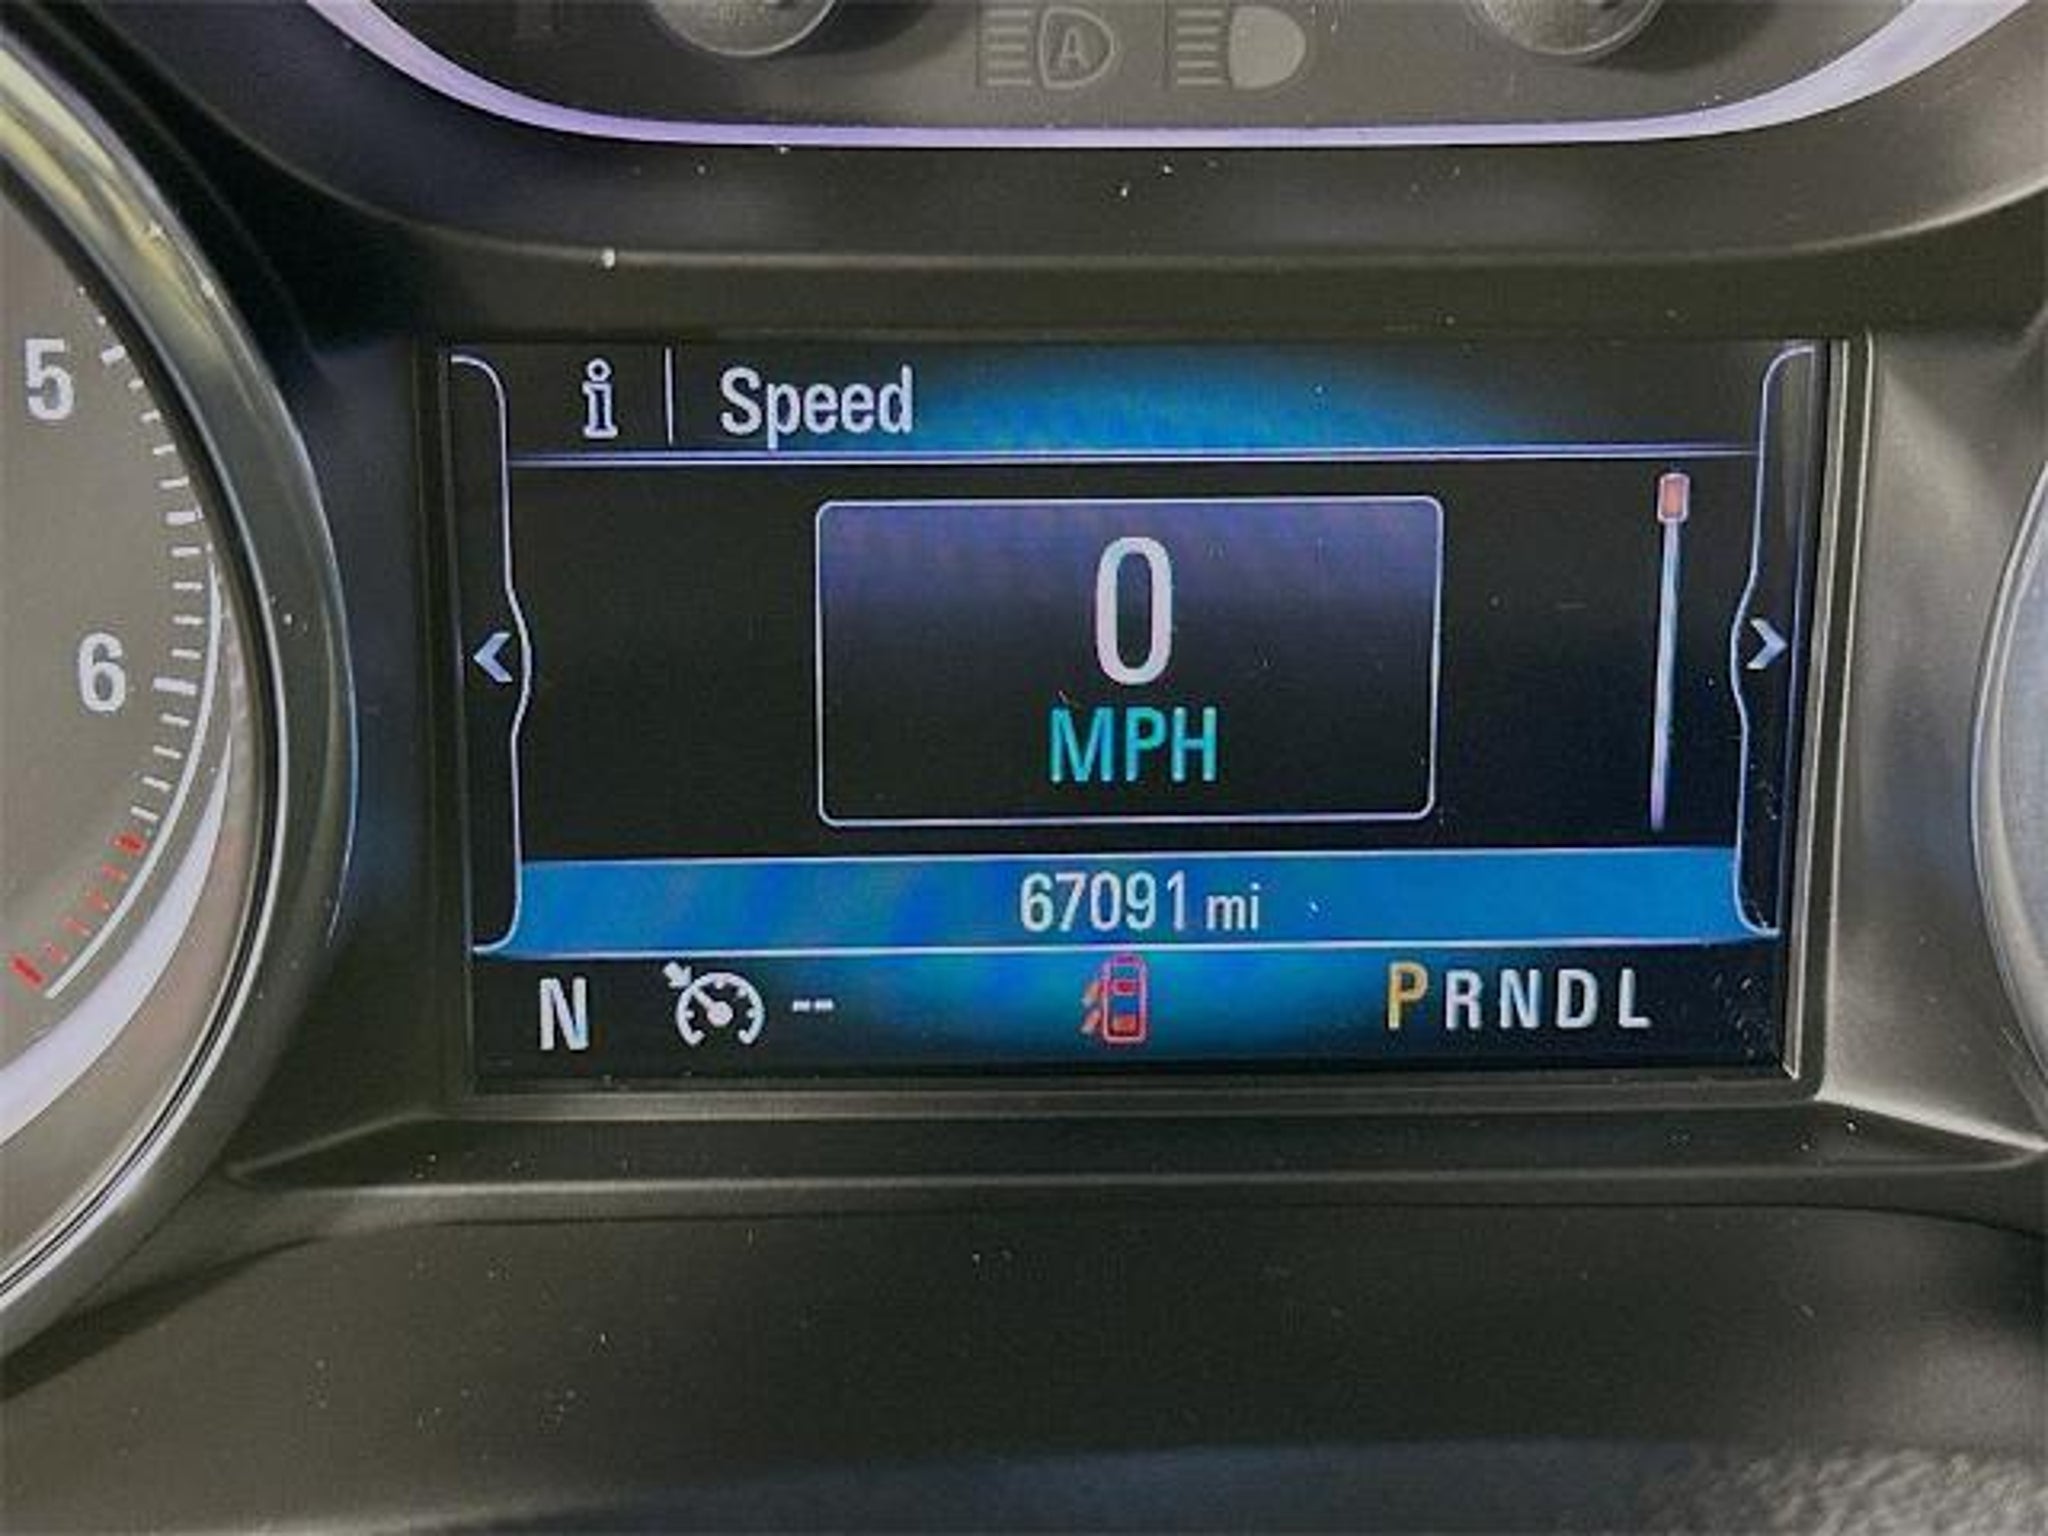 A
5
6
i Speed
0
MPH
67091 mi
N -- PRNDL